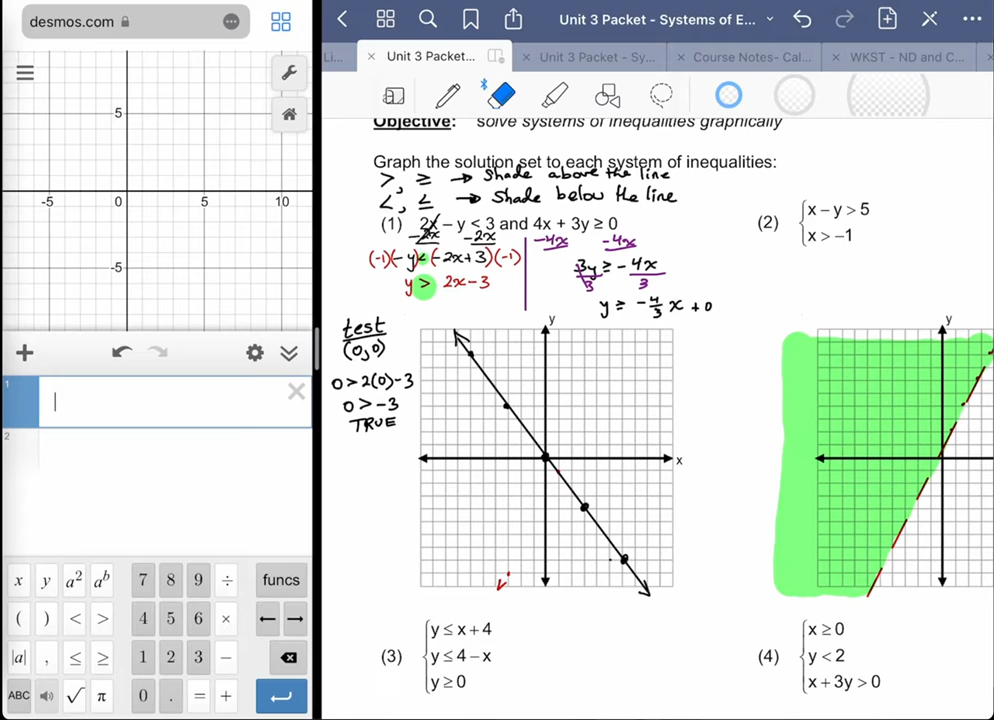 desmos.com
Unit 3 Packet - Systems of E...
Li...
Unit 3 Packet...
Unit 3 Packet - Sy...
Course Notes- Cal...
WKST - ND and C...
Objective: solve systems of inequalities graphically
Graph the solution set to each system of inequalities:
>, ≥ → Shade above the line
<, ≤ → Shade below the line
(1) 2x – y < 3 and 4x + 3y ≥ 0
-2x -2x
(-1)(-y) < (-2x+3)(-1)
y > 2x-3
-4x -4x
3y ≥ -4x
3 3
y ≥ -4/3 x + 0
(2) x – y > 5
x > –1
test
(0,0)
0 > 2(0)-3
0 > -3
TRUE
y
x
y
(3) y ≤ x + 4
y ≤ 4 – x
y ≥ 0
(4) x ≥ 0
y < 2
x + 3y > 0
5
-5 0 5 10
-5
1
2
x y a² aᵇ 7 8 9 ÷ funcs
( ) < > 4 5 6 × ← →
|a| , ≤ ≥ 1 2 3 −
ABC √ π 0 . = +